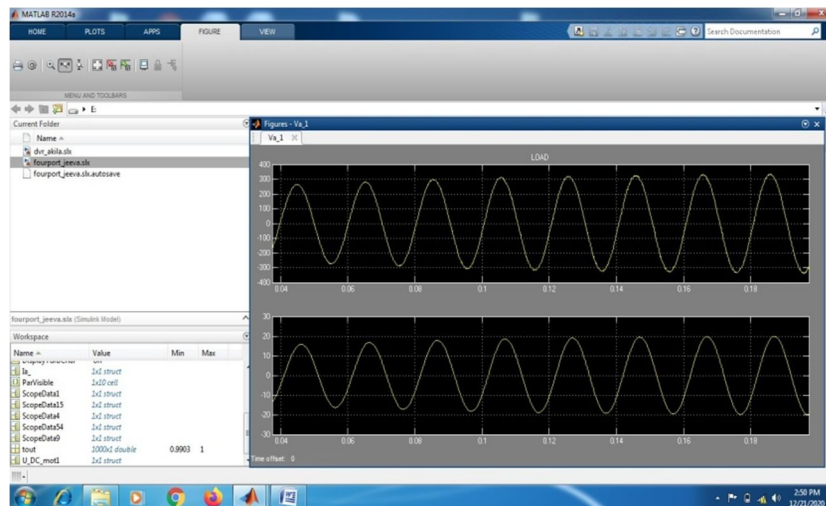 MATLAB R2014a
HOME PLOTS APPS FIGURE VIEW
Search Documentation
MENU AND TOOLBARS
E:
Current Folder
Name
dvr_akila.slx
fourport_jeeva.slx
fourport_jeeva.slx.autosave
fourport_jeeva.slx (Simulink Model)
Workspace
Name Value Min Max
Ia_ 1x1 struct
ParVisible 1x10 cell
ScopeData1 1x1 struct
ScopeData15 1x1 struct
ScopeData4 1x1 struct
ScopeData54 1x1 struct
ScopeData9 1x1 struct
tout 1000x1 double 0.9903 1
U_DC_mot1 1x1 struct
Figures - Va_1
Va_1
LOAD
400
300
200
100
0
-100
-200
-300
-400
0.04 0.06 0.08 0.1 0.12 0.14 0.16 0.18
30
20
10
0
-10
-20
-30
0.04 0.06 0.08 0.1 0.12 0.14 0.16 0.18
Time offset: 0
2:50 PM
12/21/2020